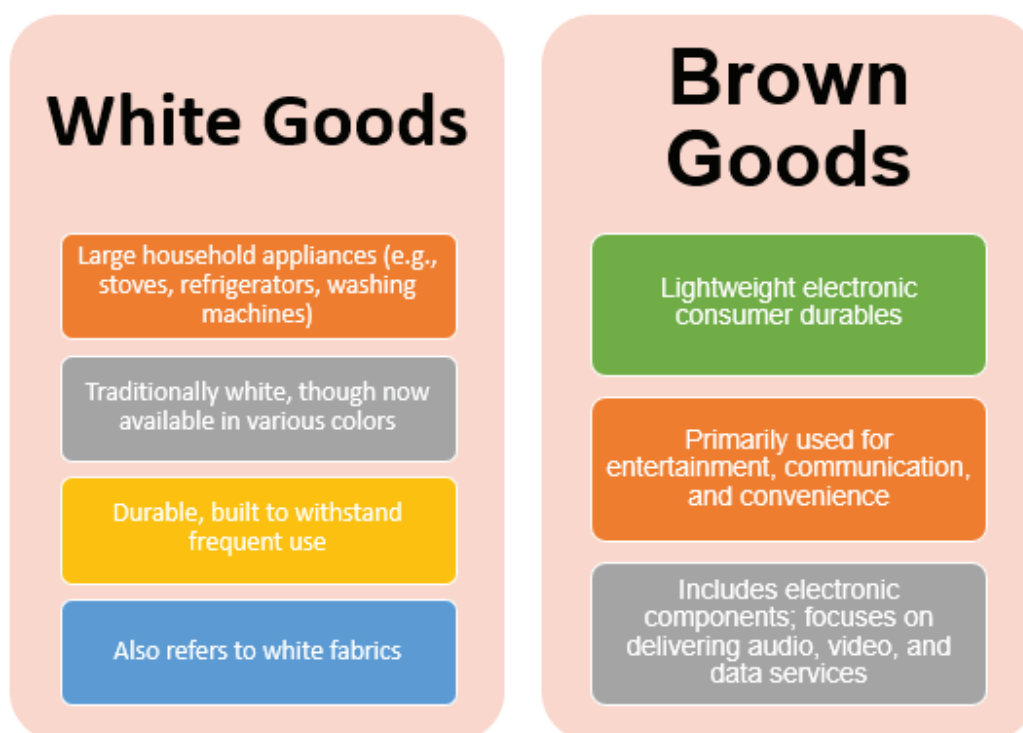 White Goods
Large household appliances (e.g.,
stoves, refrigerators, washing
machines)
Traditionally white, though now
available in various colors
Durable, built to withstand
frequent use
Also refers to white fabrics
Brown
Goods
Lightweight electronic
consumer durables
Primarily used for
entertainment, communication,
and convenience
Includes electronic
components; focuses on
delivering audio, video, and
data services